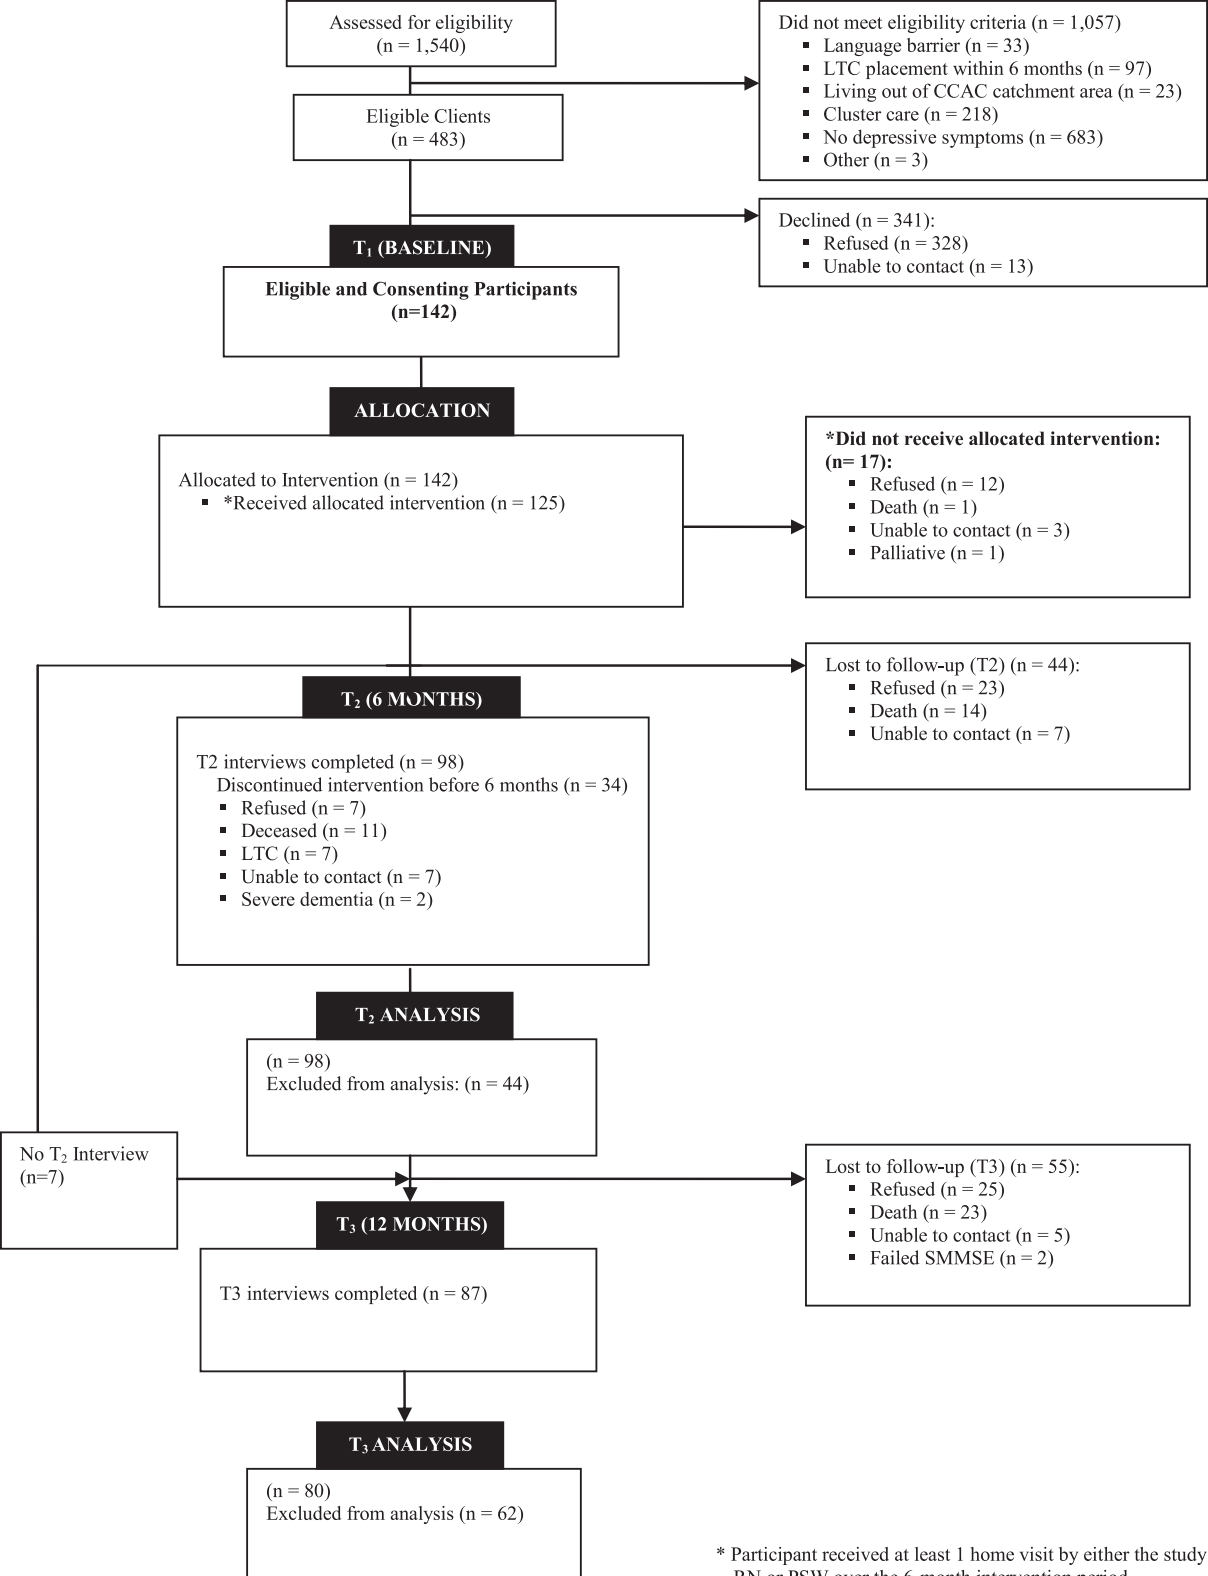 Assessed for eligibility
(n = 1,540)
Did not meet eligibility criteria (n = 1,057)
▪ Language barrier (n = 33)
▪ LTC placement within 6 months (n = 97)
▪ Living out of CCAC catchment area (n = 23)
▪ Cluster care (n = 218)
▪ No depressive symptoms (n = 683)
▪ Other (n = 3)
Eligible Clients
(n = 483)
Declined (n = 341):
▪ Refused (n = 328)
▪ Unable to contact (n = 13)
T₁ (BASELINE)
Eligible and Consenting Participants
(n=142)
ALLOCATION
Allocated to Intervention (n = 142)
▪ *Received allocated intervention (n = 125)
*Did not receive allocated intervention:
(n= 17):
▪ Refused (n = 12)
▪ Death (n = 1)
▪ Unable to contact (n = 3)
▪ Palliative (n = 1)
Lost to follow-up (T2) (n = 44):
▪ Refused (n = 23)
▪ Death (n = 14)
▪ Unable to contact (n = 7)
T₂ (6 MONTHS)
T2 interviews completed (n = 98)
Discontinued intervention before 6 months (n = 34)
▪ Refused (n = 7)
▪ Deceased (n = 11)
▪ LTC (n = 7)
▪ Unable to contact (n = 7)
▪ Severe dementia (n = 2)
T₂ ANALYSIS
(n = 98)
Excluded from analysis: (n = 44)
No T₂ Interview
(n=7)
Lost to follow-up (T3) (n = 55):
▪ Refused (n = 25)
▪ Death (n = 23)
▪ Unable to contact (n = 5)
▪ Failed SMMSE (n = 2)
T₃ (12 MONTHS)
T3 interviews completed (n = 87)
T₃ ANALYSIS
(n = 80)
Excluded from analysis (n = 62)
* Participant received at least 1 home visit by either the study
RN or PSW over the 6-month intervention period